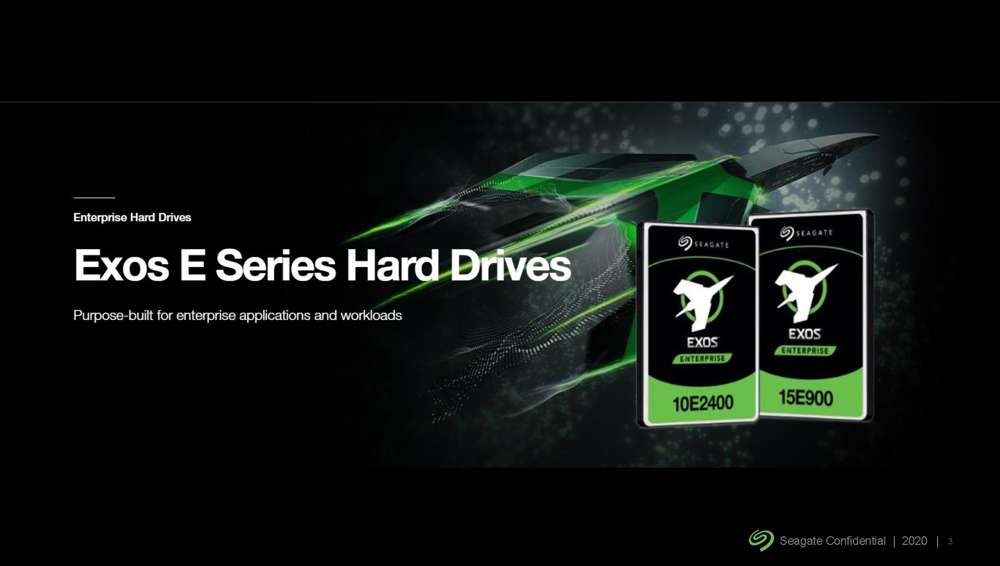 Enterprise Hard Drives
Exos E Series Hard Drives
Purpose-built for enterprise applications and workloads
SEAGATE
EXOS
ENTERPRISE
10E2400
SEAGATE
EXOS
ENTERPRISE
15E900
Seagate Confidential | 2020 | 3